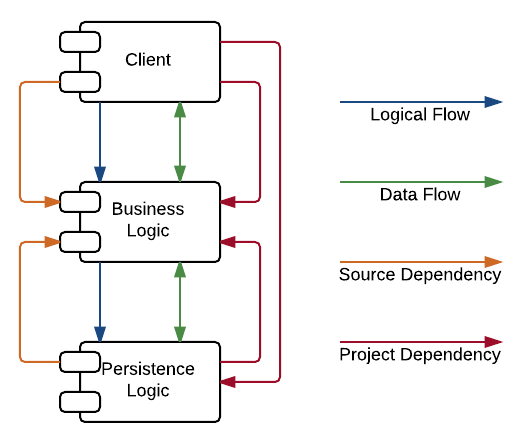 Client
Business
Logic
Persistence
Logic
Logical Flow
Data Flow
Source Dependency
Project Dependency